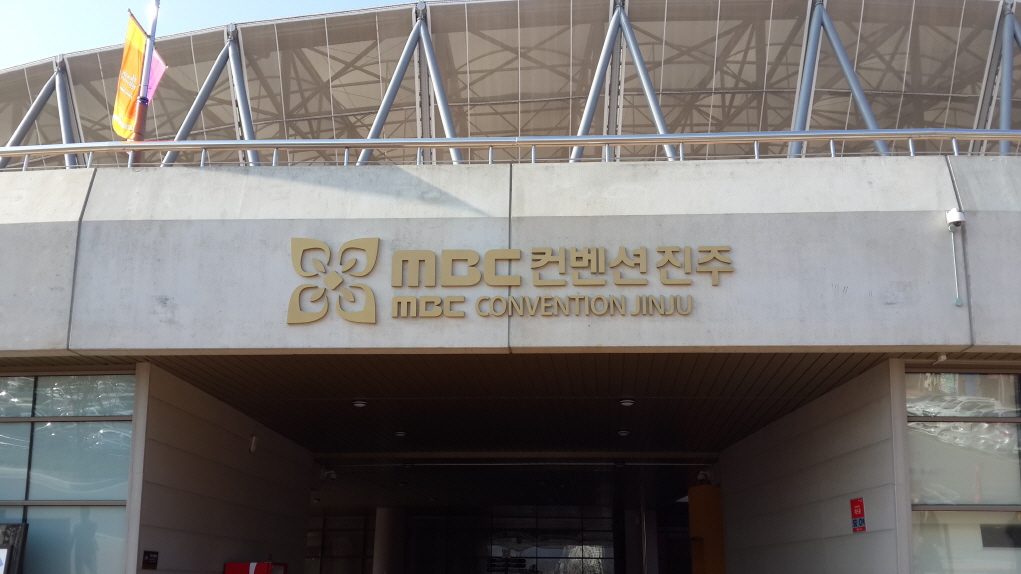 MBC 컨벤션 진주
MBC CONVENTION JINJU